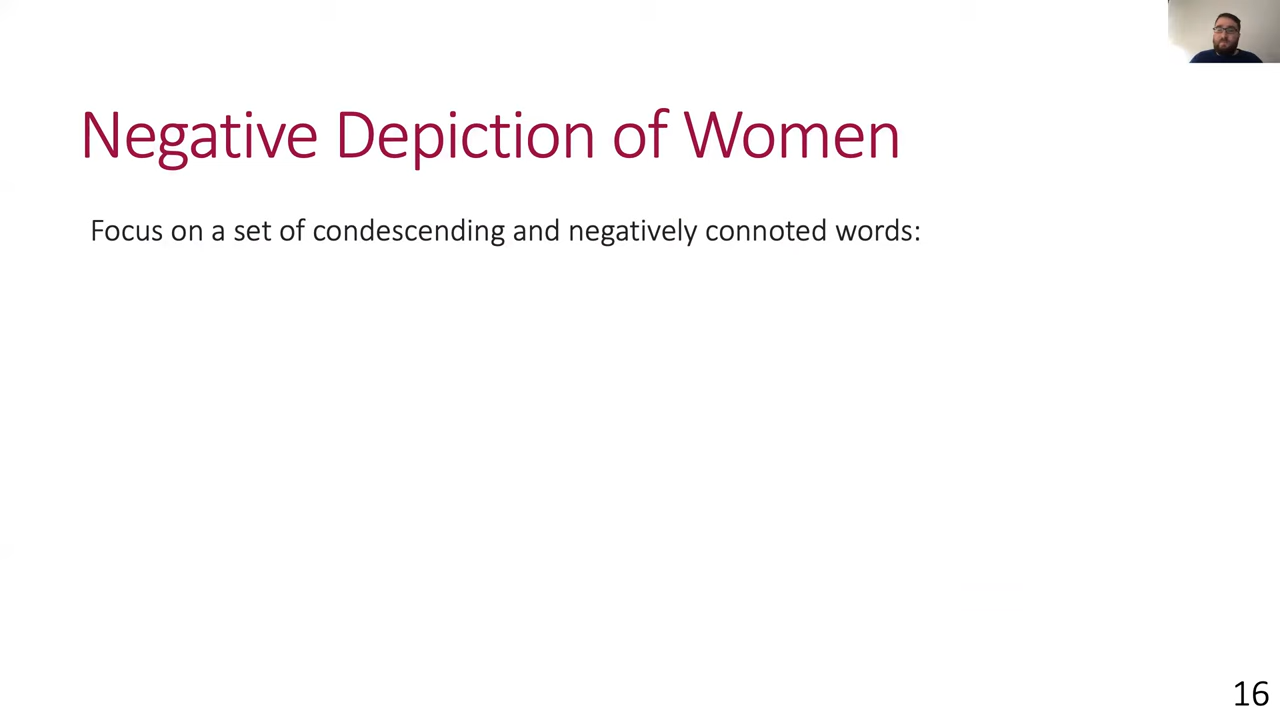 Negative Depiction of Women
Focus on a set of condescending and negatively connoted words:
16